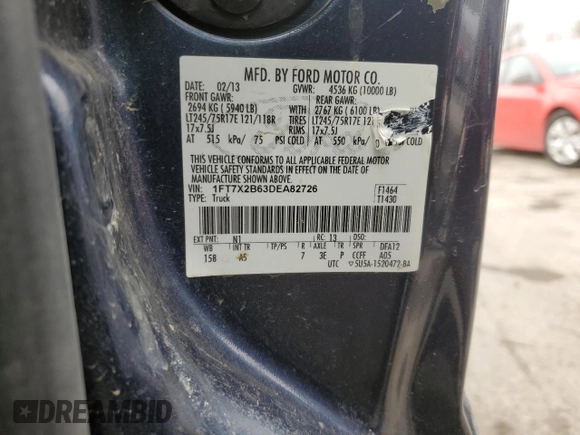 MFD. BY FORD MOTOR CO.
DATE: 02/13 GVWR: 4536 KG (10000 LB)
FRONT GAWR: REAR GAWR:
2694 KG ( 5940 LB) WITH 2767 KG ( 6100 LB)
LT245/75R17E 121/118R TIRES LT245/75R17E
17x7.5J RIMS 17x7.5J
AT 515 kPa/ 75 PSI COLD AT 550 kPa/ COLD
THIS VEHICLE CONFORMS TO ALL APPLICABLE FEDERAL MOTOR
VEHICLE SAFETY STANDARDS IN EFFECT ON THE DATE OF
MANUFACTURE SHOWN ABOVE.
VIN: 1FT7X2B63DEA82726 F1464
TYPE: Truck T1430
EXT PNT: N1 RC: 13 DSO:
WB INT TR TP/PS R AXLE TR SPR DFA12
158 AS 7 3E P CCFF A05
UTC 5U5A-1520472-BA
DREAMBID